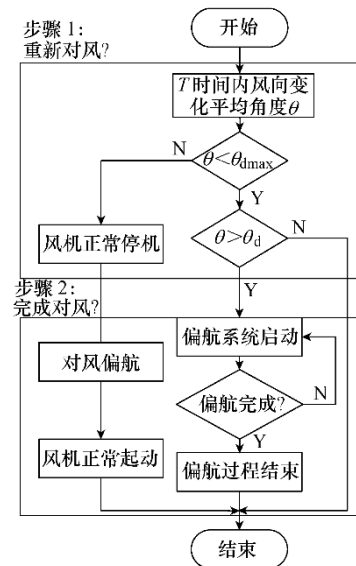 步骤 1:
重新对风?
开始
T时间内风向变
化平均角度θ
N
θ<θdmax
Y
风机正常停机
θ>θd
N
步骤 2:
完成对风?
Y
偏航系统启动
对风偏航
偏航完成?
N
Y
风机正常起动
偏航过程结束
结束